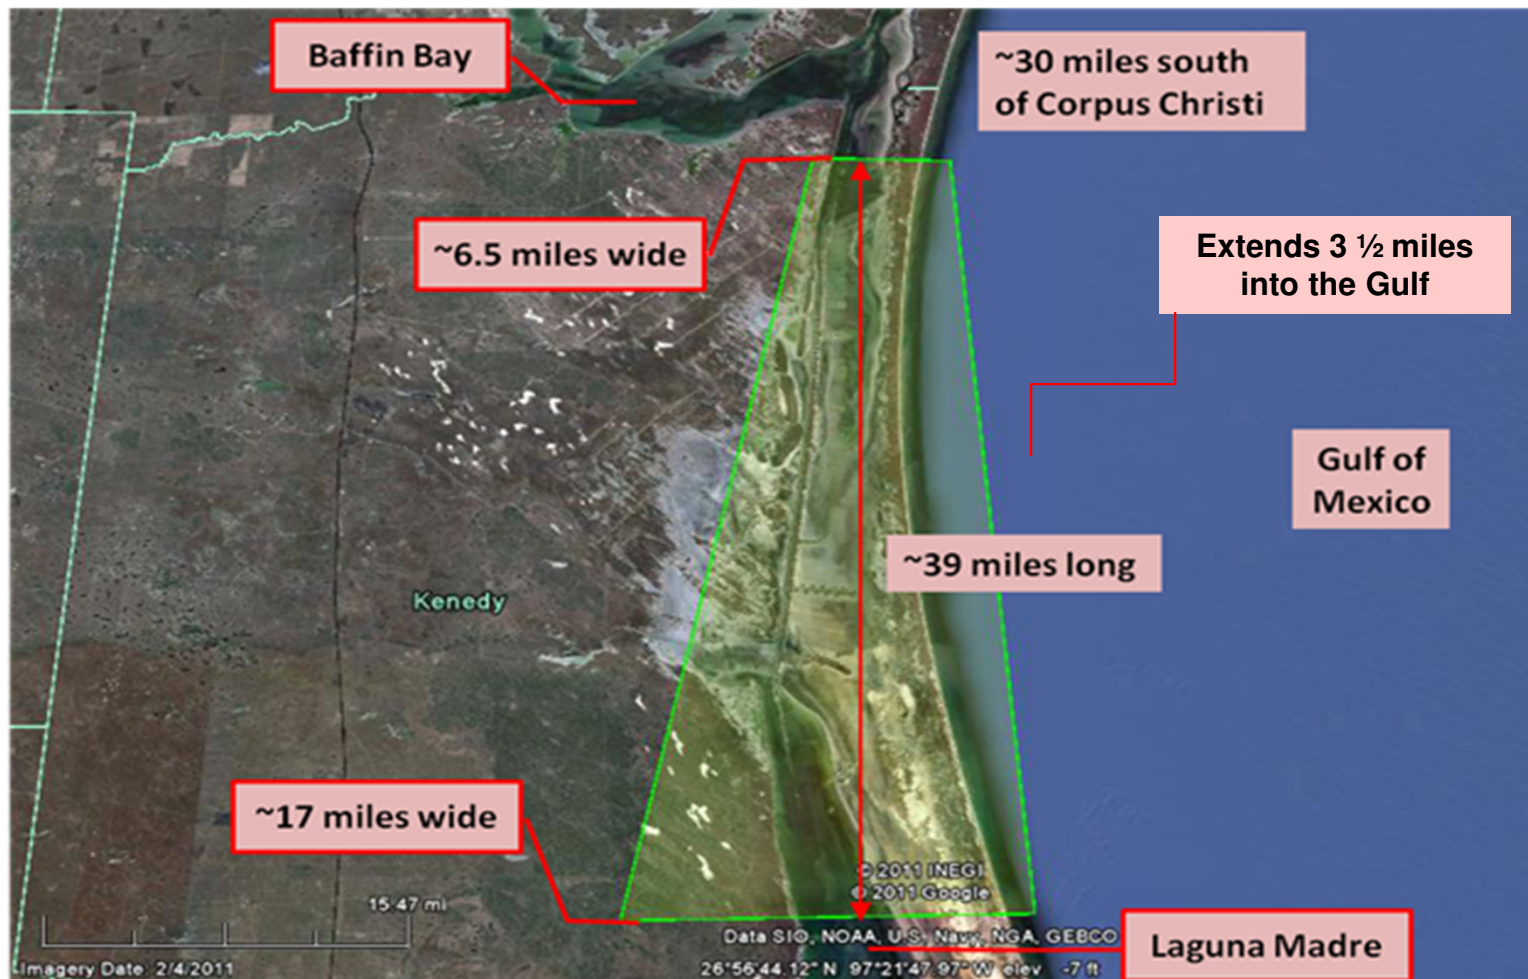 Baffin Bay
~30 miles south
of Corpus Christi
~6.5 miles wide
Extends 3 ½ miles
into the Gulf
Gulf of
Mexico
~39 miles long
Kenedy
~17 miles wide
© 2011 INEGI
© 2011 Google
15.47 mi
Data SIO, NOAA, U.S. Navy, NGA, GEBCO
Laguna Madre
Imagery Date: 2/4/2011
26°56'44.12" N 97°21'47.97" W elev -7 ft